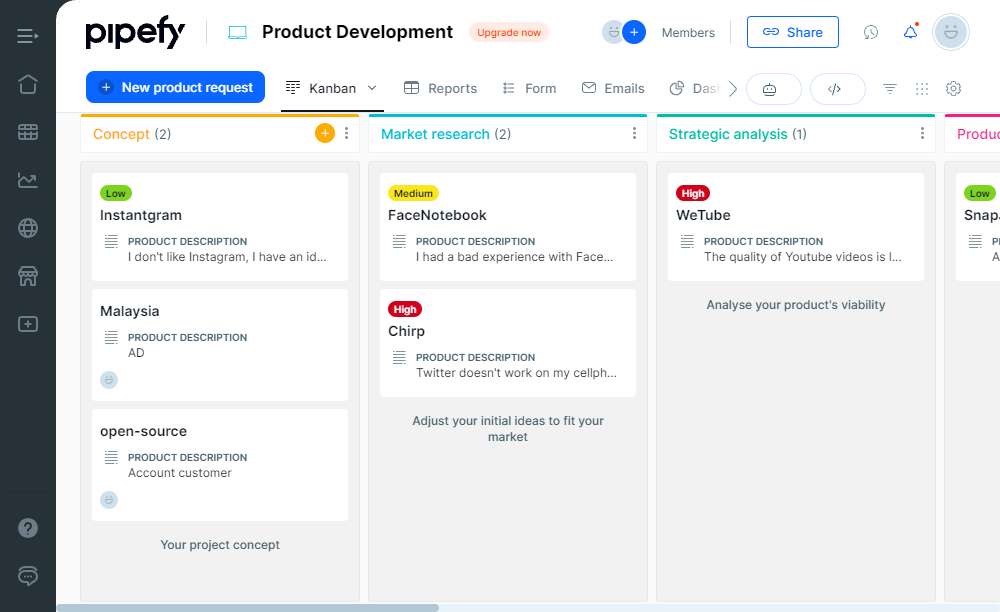 pipefy
Product Development
Upgrade now
Members
Share
New product request
Kanban
Reports
Form
Emails
Dash
Concept (2)
Market research (2)
Strategic analysis (1)
Produc
Low
Instantgram
PRODUCT DESCRIPTION
I don't like Instagram, I have an id...
Malaysia
PRODUCT DESCRIPTION
AD
open-source
PRODUCT DESCRIPTION
Account customer
Your project concept
Medium
FaceNotebook
PRODUCT DESCRIPTION
I had a bad experience with Face...
High
Chirp
PRODUCT DESCRIPTION
Twitter doesn't work on my cellph...
Adjust your initial ideas to fit your
market
High
WeTube
PRODUCT DESCRIPTION
The quality of Youtube videos is l...
Analyse your product's viability
Low
Snap
P
A